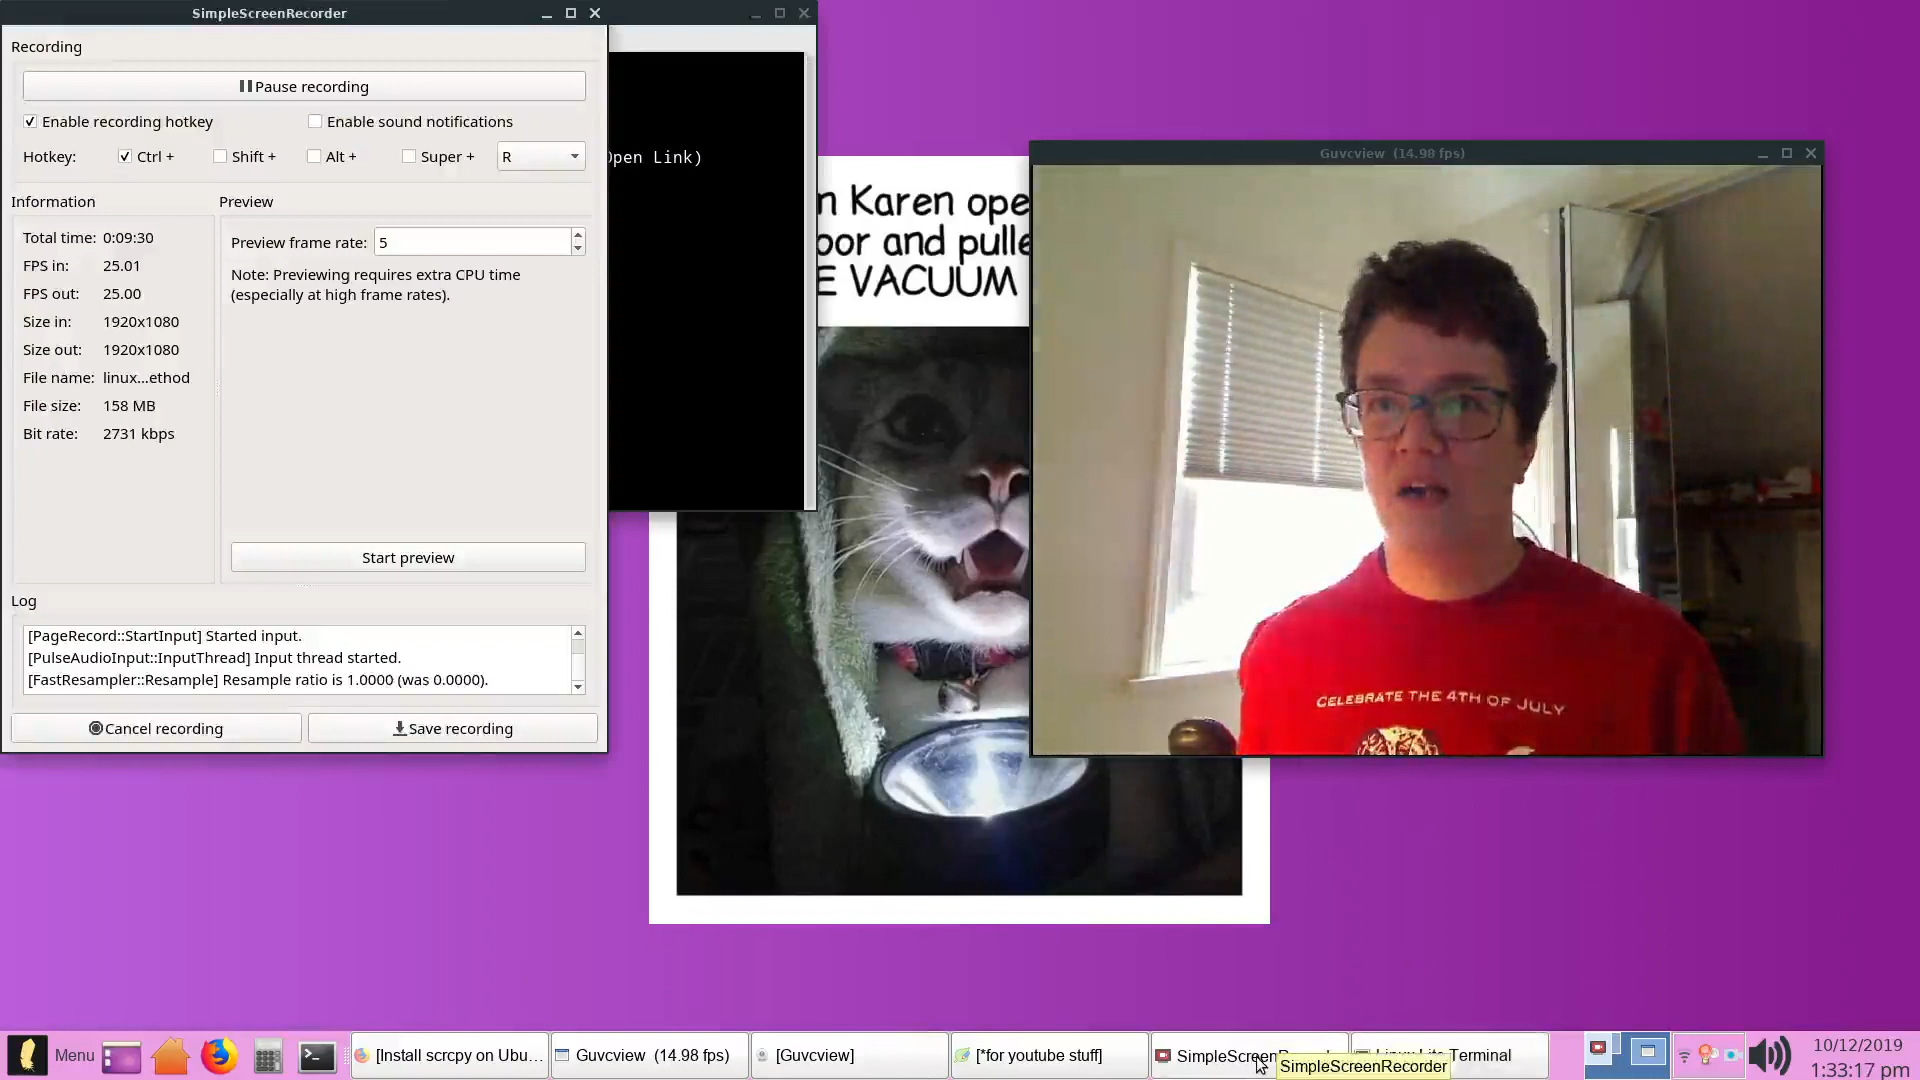 SimpleScreenRecorder
Recording
Pause recording
Enable recording hotkey
Enable sound notifications
Hotkey:
Ctrl +
Shift +
Alt +
Super +
R
Information
Total time: 0:09:30
FPS in: 25.01
FPS out: 25.00
Size in: 1920x1080
Size out: 1920x1080
File name: linux...ethod
File size: 158 MB
Bit rate: 2731 kbps
Preview
Preview frame rate: 5
Note: Previewing requires extra CPU time
(especially at high frame rates).
Start preview
Log
[PageRecord::StartInput] Started input.
[PulseAudioInput::InputThread] Input thread started.
[FastResampler::Resample] Resample ratio is 1.0000 (was 0.0000).
Cancel recording
Save recording
Open Link)
n Karen ope
oor and pulle
E VACUUM
Guvcview (14.98 fps)
CELEBRATE THE 4TH OF JULY
Menu
[Install scrcpy on Ubu...
Guvcview (14.98 fps)
[Guvcview]
[*for youtube stuff]
SimpleScreenRecorder
Linux Lite Terminal
SimpleScreenRecorder
10/12/2019
1:33:17 pm